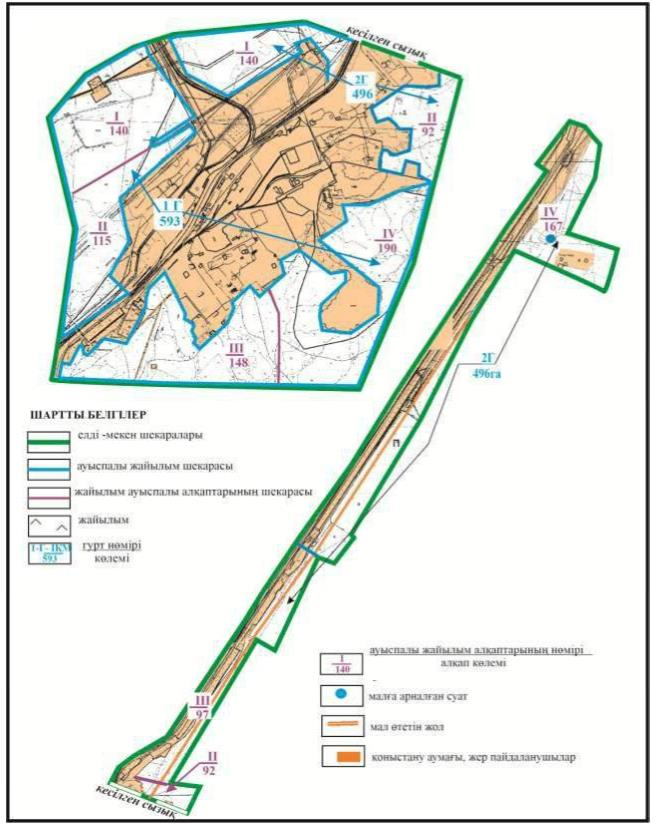 кесілген сызық
I
140
2Г
496
II
92
I
140
1 Г
593
II
115
IV
190
III
148
IV
167
2Г
496га
ШАРТТЫ БЕЛГІЛЕР
елді -мекен шекаралары
ауыспалы жайылым шекарасы
жайылым ауыспалы алқаптарының шекарасы
жайылым
1-Г - ІҚМ
593
гурт нөмірі
көлемі
I
140
ауыспалы жайылым алқаптарының нөмірі
алқап көлемі
малға арналған суат
мал өтетін жол
қоныстану аумағы, жер пайдаланушылар
III
97
II
92
кесілген сызық